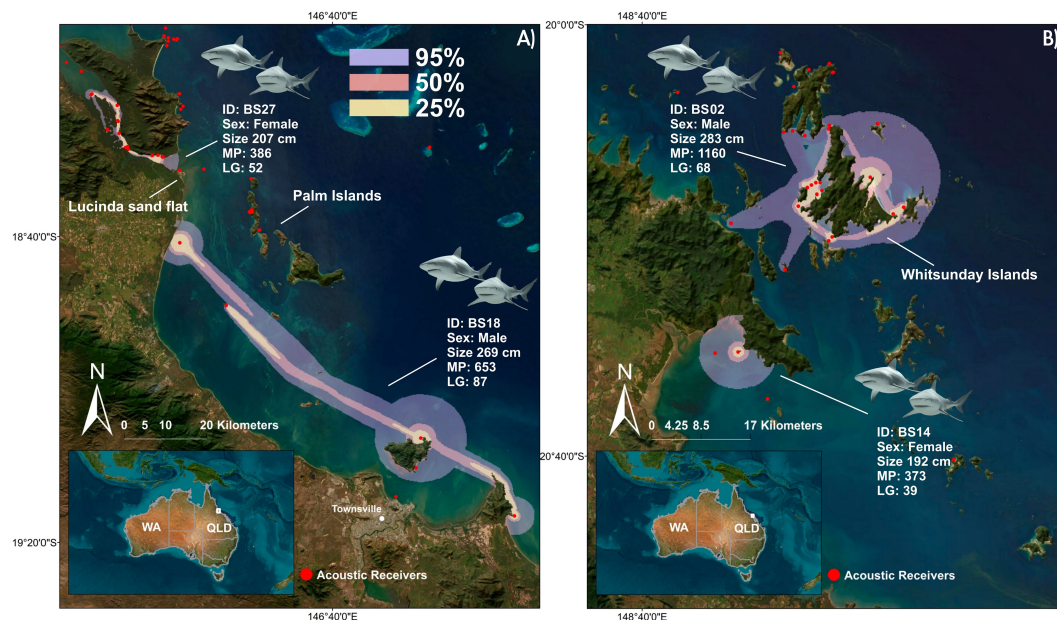 146°40'0"E
148°40'0"E
A)
95%
50%
25%
ID: BS27
Sex: Female
Size 207 cm
MP: 386
LG: 52
Lucinda sand flat
Palm Islands
18°40'0"S
ID: BS18
Sex: Male
Size 269 cm
MP: 653
LG: 87
N
0 5 10 20 Kilometers
Townsville
WA
QLD
19°20'0"S
Acoustic Receivers
146°40'0"E
20°0'0"S
B)
ID: BS02
Sex: Male
Size 283 cm
MP: 1160
LG: 68
Whitsunday Islands
N
0 4.25 8.5 17 Kilometers
ID: BS14
Sex: Female
Size 192 cm
MP: 373
LG: 39
20°40'0"S
WA
QLD
Acoustic Receivers
148°40'0"E